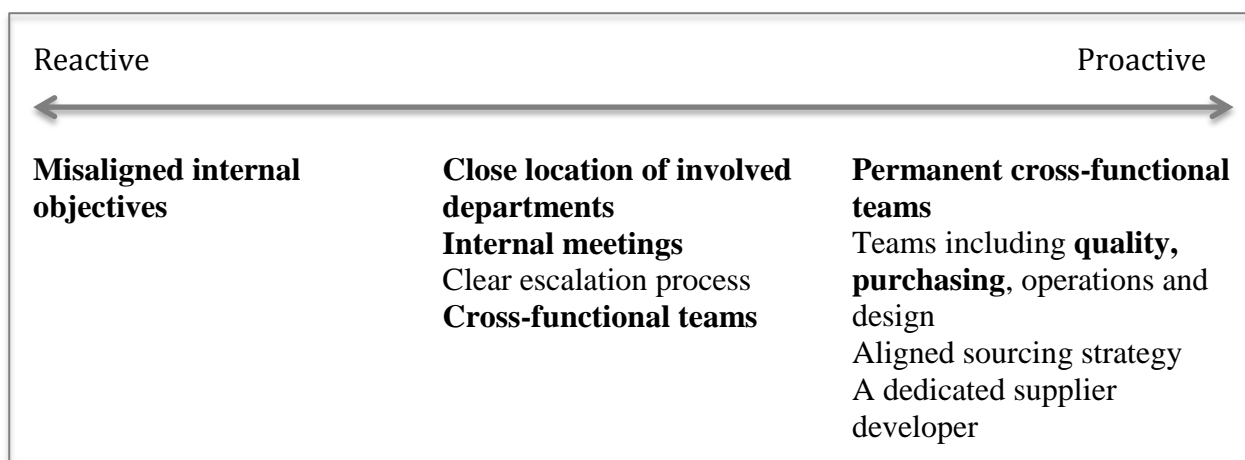 Reactive
Proactive
Misaligned internal
objectives
Close location of involved
departments
Internal meetings
Clear escalation process
Cross-functional teams
Permanent cross-functional
teams
Teams including quality,
purchasing, operations and
design
Aligned sourcing strategy
A dedicated supplier
developer